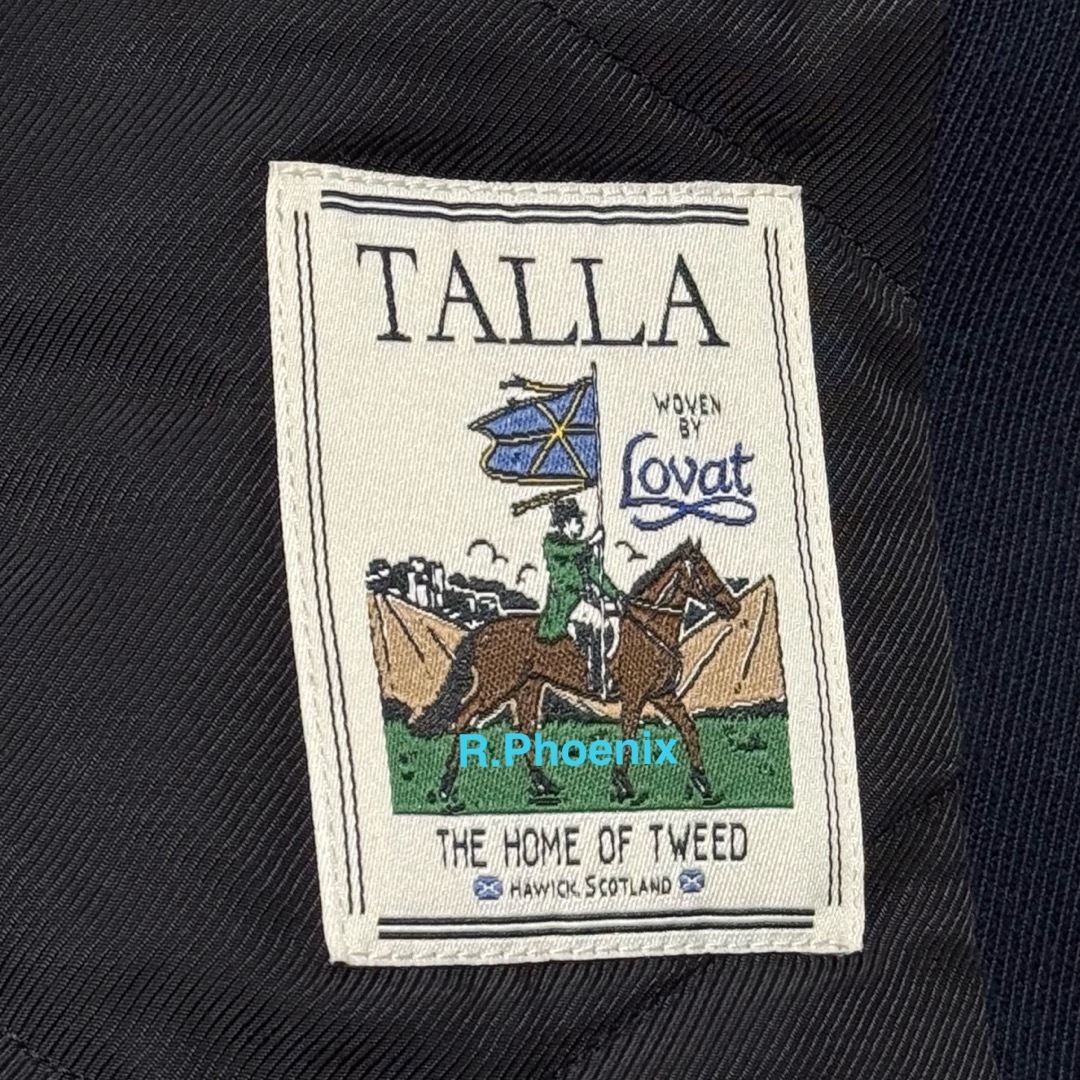 TALLA
WOVEN
BY
Lovat
R.Phoenix
THE HOME OF TWEED
HAWICK, SCOTLAND